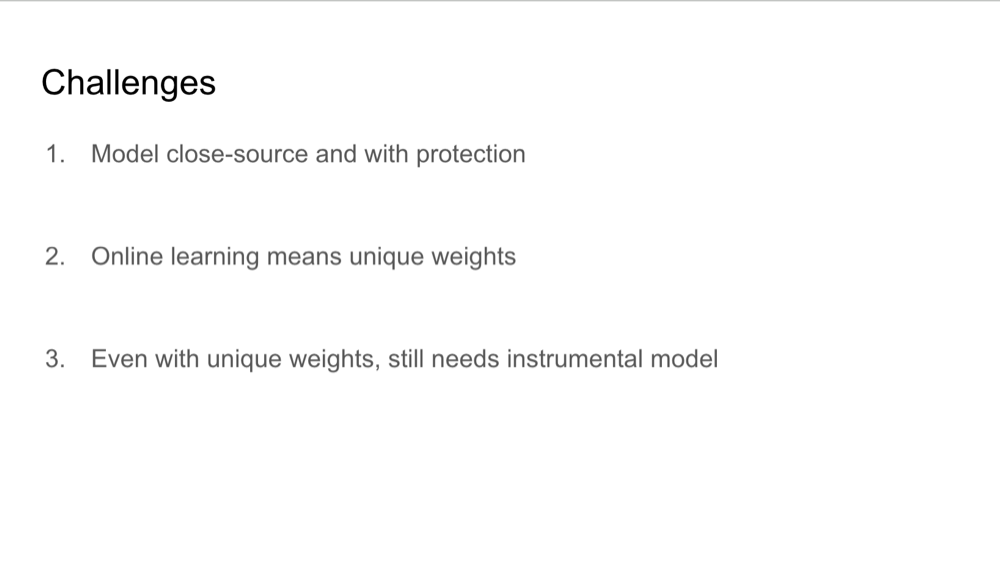 Challenges
1. Model close-source and with protection
2. Online learning means unique weights
3. Even with unique weights, still needs instrumental model